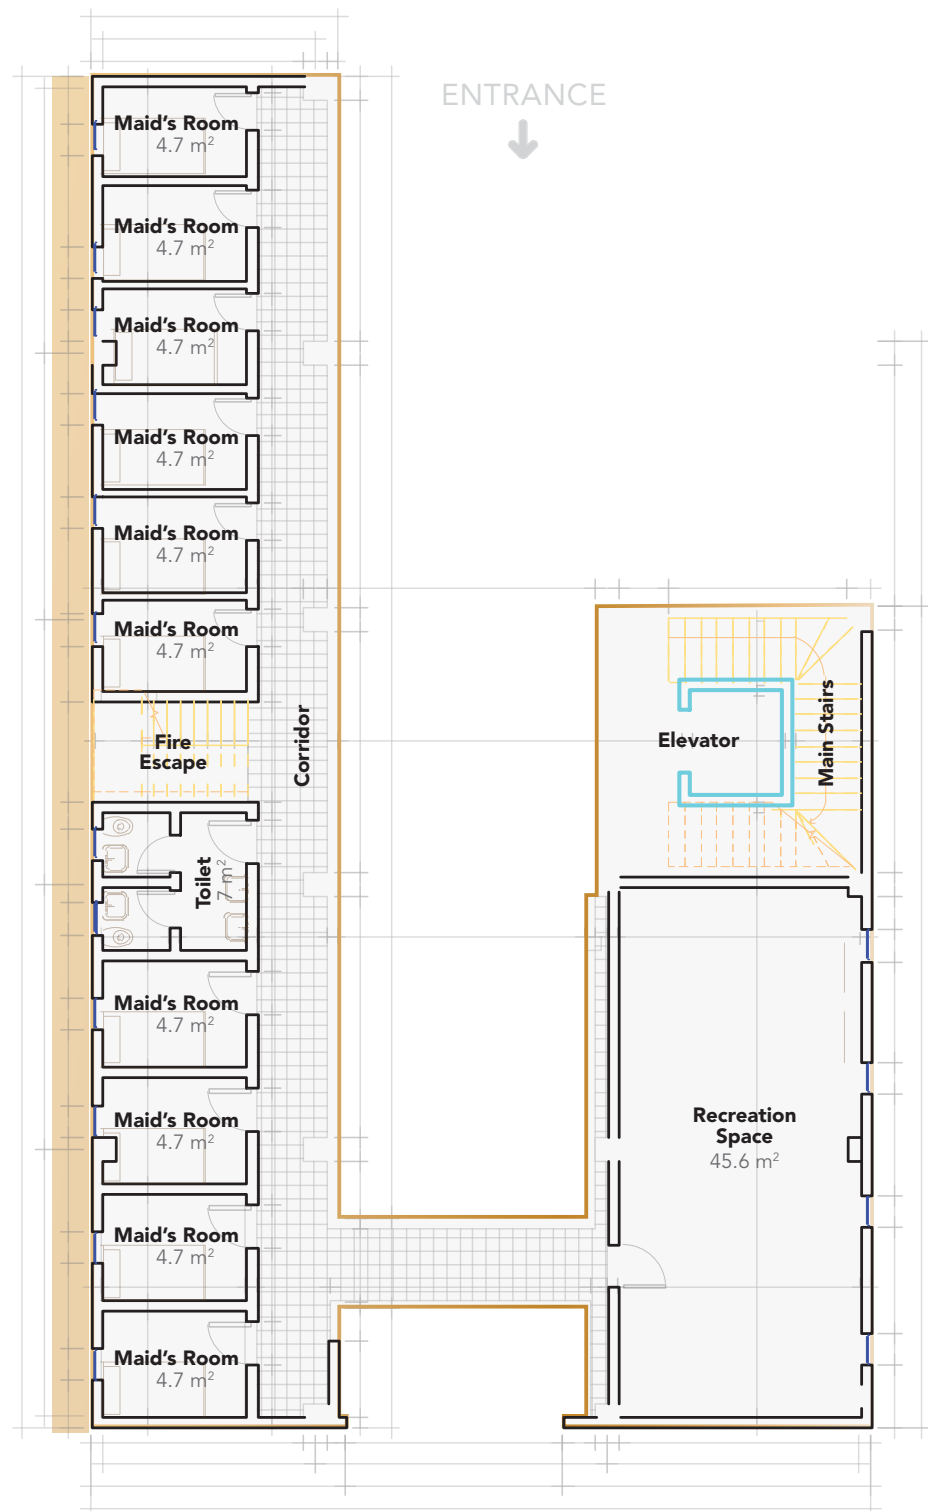 ENTRANCE
Maid's Room
4.7 m²
Maid's Room
4.7 m²
Maid's Room
4.7 m²
Maid's Room
4.7 m²
Maid's Room
4.7 m²
Maid's Room
4.7 m²
Fire
Escape
Corridor
Elevator
Main Stairs
Toilet
7 m²
Maid's Room
4.7 m²
Maid's Room
4.7 m²
Recreation
Space
45.6 m²
Maid's Room
4.7 m²
Maid's Room
4.7 m²